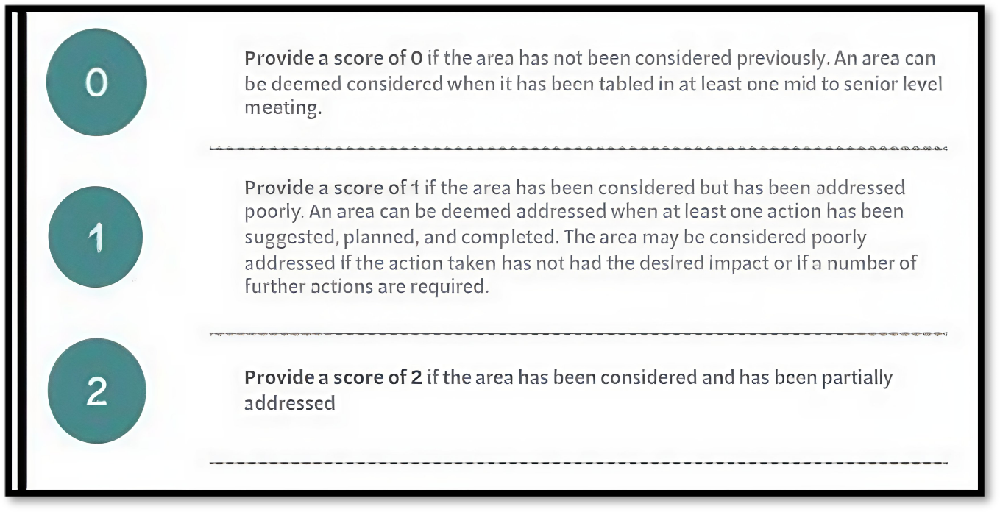 0
Provide a score of 0 if the area has not been considered previously. An area can
be deemed considered when it has been tabled in at least one mid to senior level
meeting.
1
Provide a score of 1 if the area has been considered but has been addressed
poorly. An area can be deemed addressed when at least one action has been
suggested, planned, and completed. The area may be considered poorly
addressed if the action taken has not had the desired impact or if a number of
further actions are required.
2
Provide a score of 2 if the area has been considered and has been partially
addressed